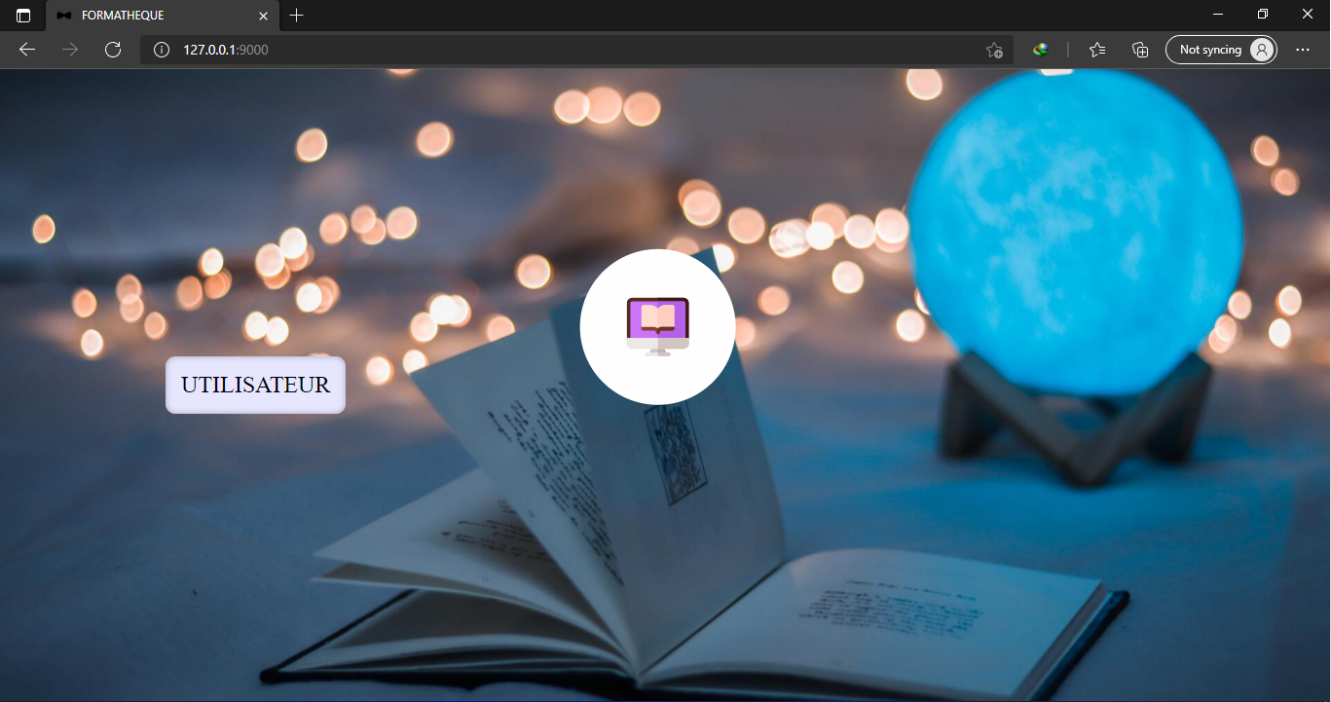 FORMATHEQUE
127.0.0.1:9000
Not syncing
UTILISATEUR